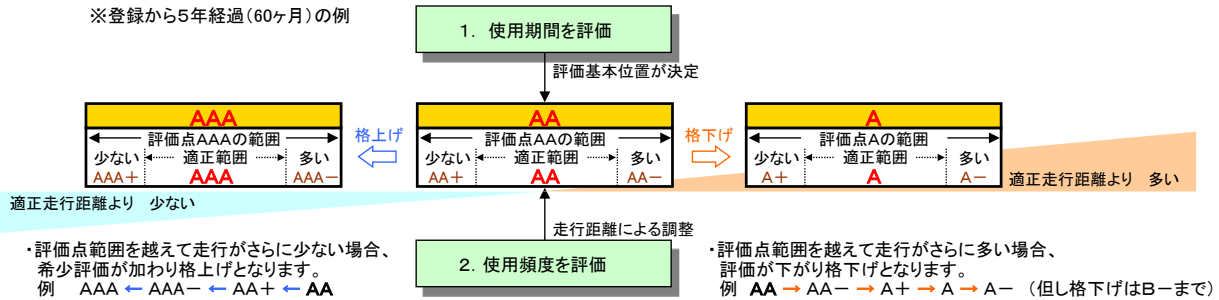 ※登録から5年経過(60ヶ月)の例
1. 使用期間を評価
評価基本位置が決定
AAA
評価点AAAの範囲
少ない 適正範囲 多い
AAA+ AAA AAA-
格上げ
AA
評価点AAの範囲
少ない 適正範囲 多い
AA+ AA AA-
格下げ
A
評価点Aの範囲
少ない 適正範囲 多い
A+ A A-
適正走行距離より 少ない
適正走行距離より 多い
走行距離による調整
2. 使用頻度を評価
・評価点範囲を越えて走行がさらに少ない場合、
希少評価が加わり格上げとなります。
例 AAA ← AAA- ← AA+ ← AA
・評価点範囲を越えて走行がさらに多い場合、
評価が下がり格下げとなります。
例 AA → AA- → A+ → A → A- (但し格下げはB-まで)